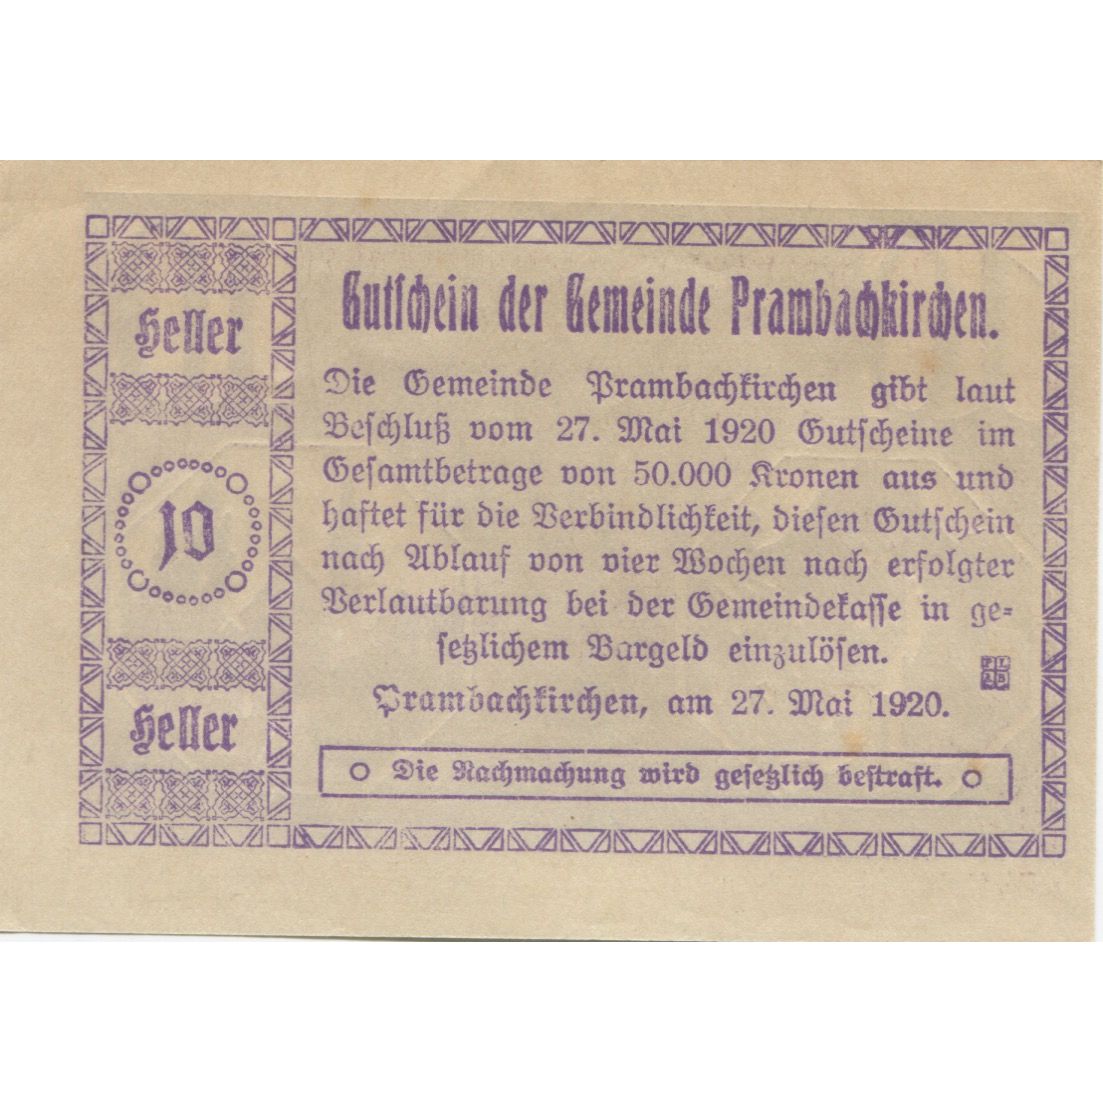 Heller
10
Heller
Gutschein der Gemeinde Prambachkirchen.
Die Gemeinde Prambachkirchen gibt laut
Beschluß vom 27. Mai 1920 Gutscheine im
Gesamtbetrage von 50.000 Kronen aus und
haftet für die Verbindlichkeit, diesen Gutschein
nach Ablauf von vier Wochen nach erfolgter
Verlautbarung bei der Gemeindekasse in ge=
setzlichem Bargeld einzulösen.
Prambachkirchen, am 27. Mai 1920.
Die Nachmachung wird gesetzlich bestraft.